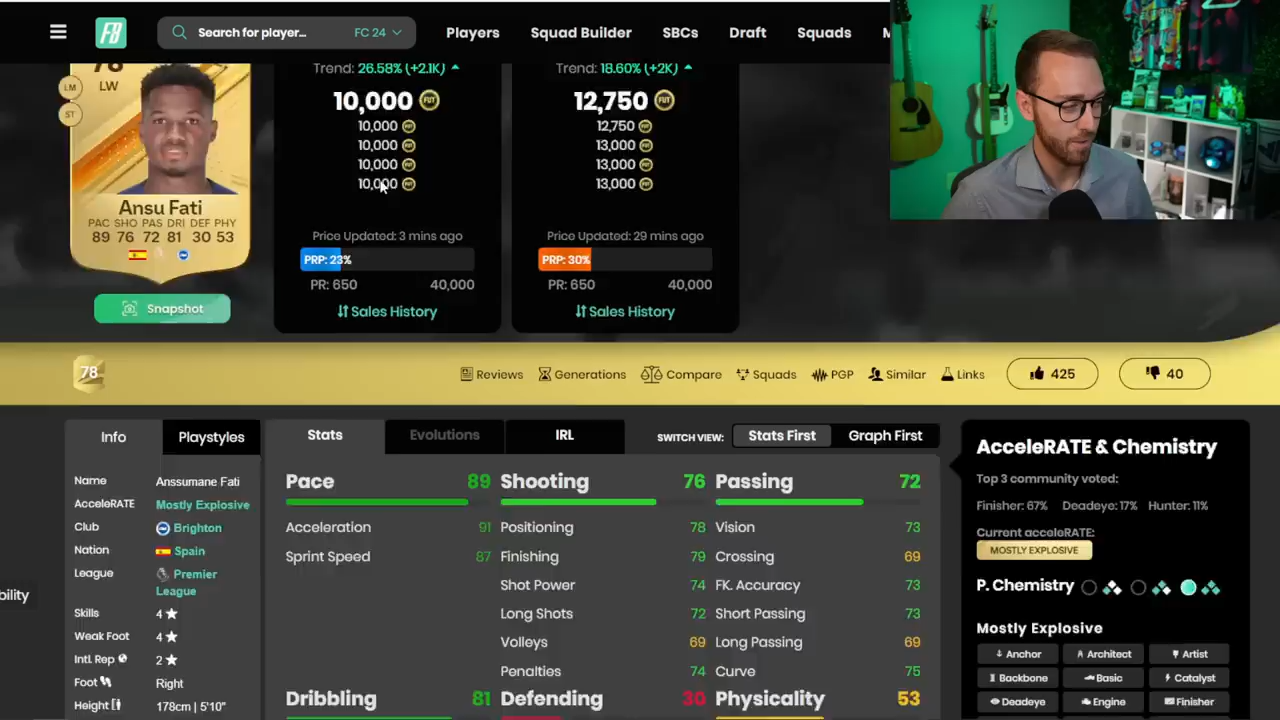 FB
Search for player...
FC 24
Players
Squad Builder
SBCs
Draft
Squads
LW
LM
ST
Ansu Fati
PAC SHO PAS DRI DEF PHY
89 76 72 81 30 53
Snapshot
Trend: 26.58% (+2.1K)
10,000
10,000
10,000
10,000
10,000
Price Updated: 3 mins ago
PRP: 23%
PR: 650
40,000
Sales History
Trend: 18.60% (+2K)
12,750
12,750
13,000
13,000
13,000
Price Updated: 29 mins ago
PRP: 30%
PR: 650
40,000
Sales History
78
Reviews
Generations
Compare
Squads
PGP
Similar
Links
425
40
Info
Playstyles
Name
Anssumane Fati
AcceleRATE
Mostly Explosive
Club
Brighton
Nation
Spain
League
Premier
League
Skills
4
Weak Foot
4
Intl. Rep
2
Foot
Right
Height
178cm | 5'10"
Stats
Evolutions
IRL
SWITCH VIEW:
Stats First
Graph First
Pace 89
Acceleration 91
Sprint Speed 87
Shooting 76
Positioning 78
Finishing 79
Shot Power 74
Long Shots 72
Volleys 69
Penalties 74
Passing 72
Vision 73
Crossing 69
FK. Accuracy 73
Short Passing 73
Long Passing 69
Curve 75
Dribbling 81
Defending 30
Physicality 53
AcceleRATE & Chemistry
Top 3 community voted:
Finisher: 67%
Deadeye: 17%
Hunter: 11%
Current acceleRATE:
MOSTLY EXPLOSIVE
P. Chemistry
Mostly Explosive
Anchor
Architect
Artist
Backbone
Basic
Catalyst
Deadeye
Engine
Finisher
bility